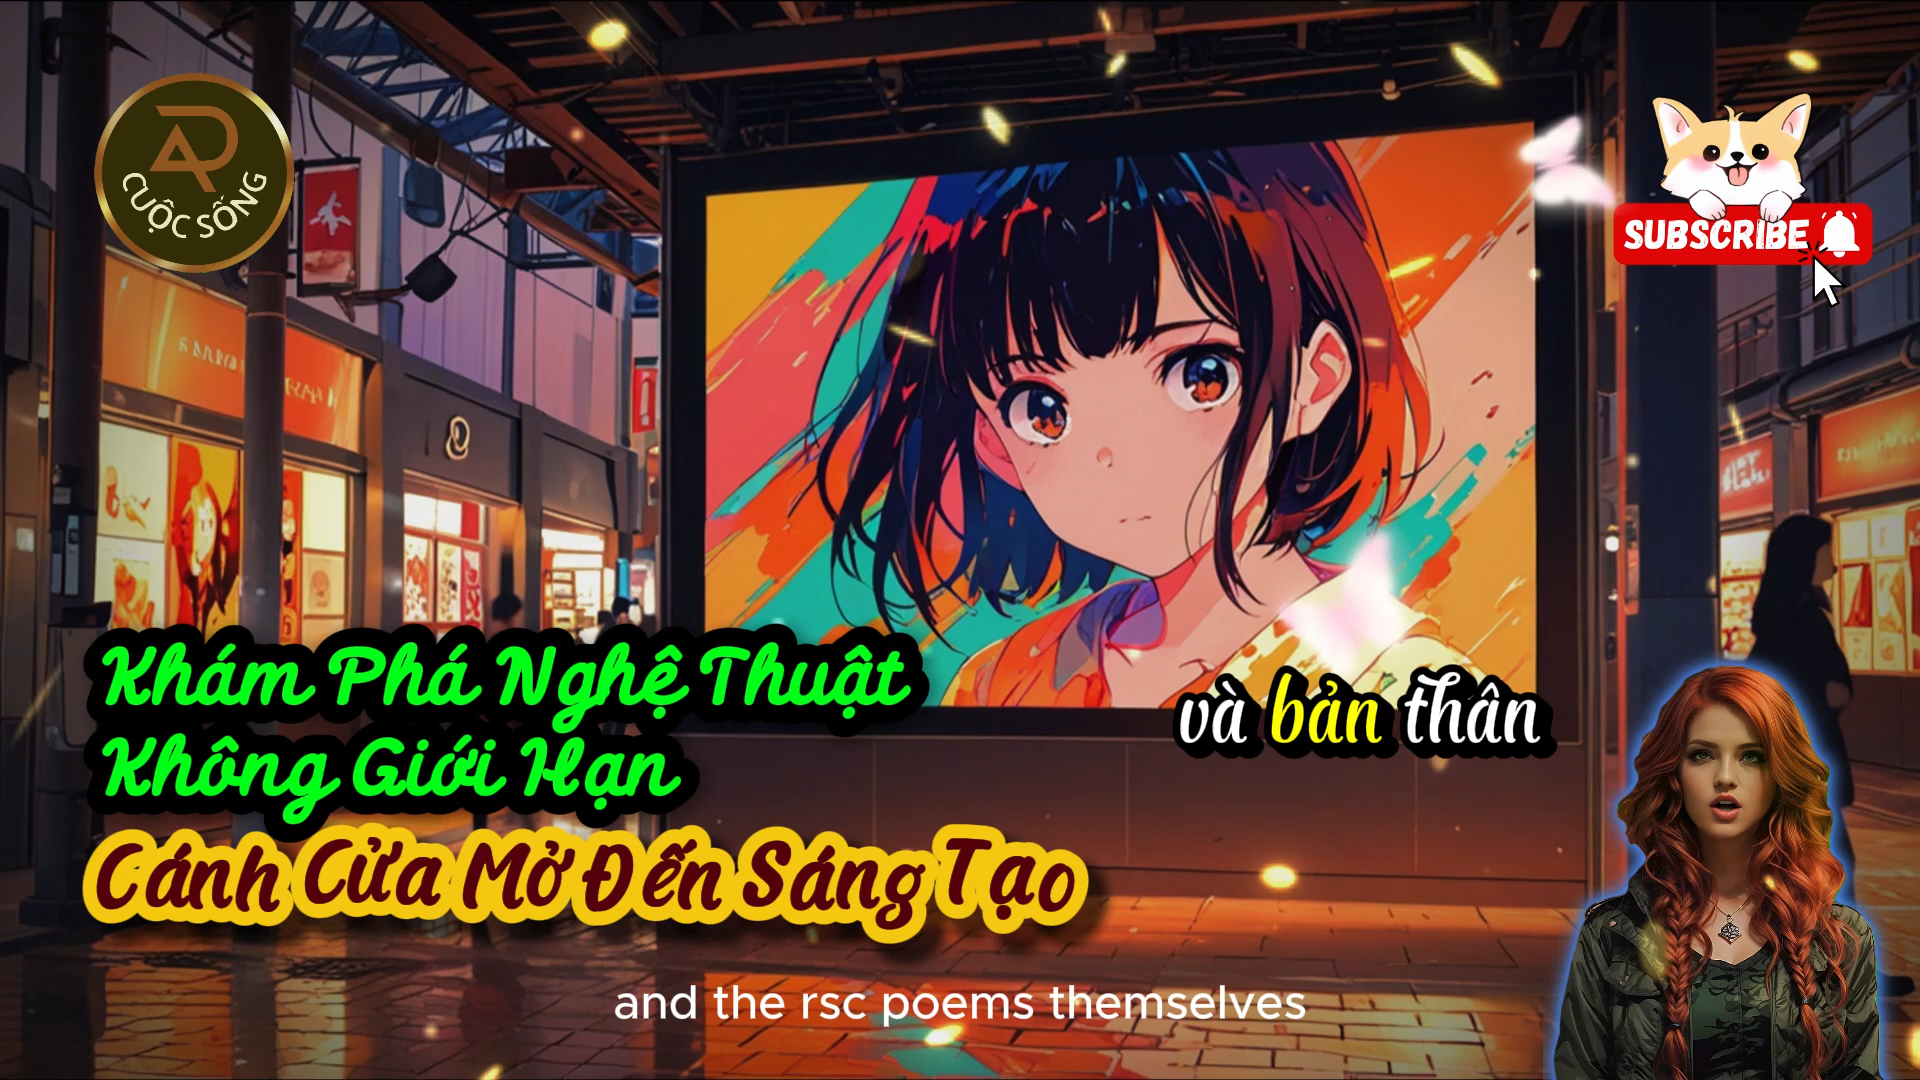 CUỘC SỐNG
SUBSCRIBE
Khám Phá Nghệ Thuật
Không Giới Hạn
và bản thân
Cánh Cửa Mở Đến Sáng Tạo
and the rsc poems themselves